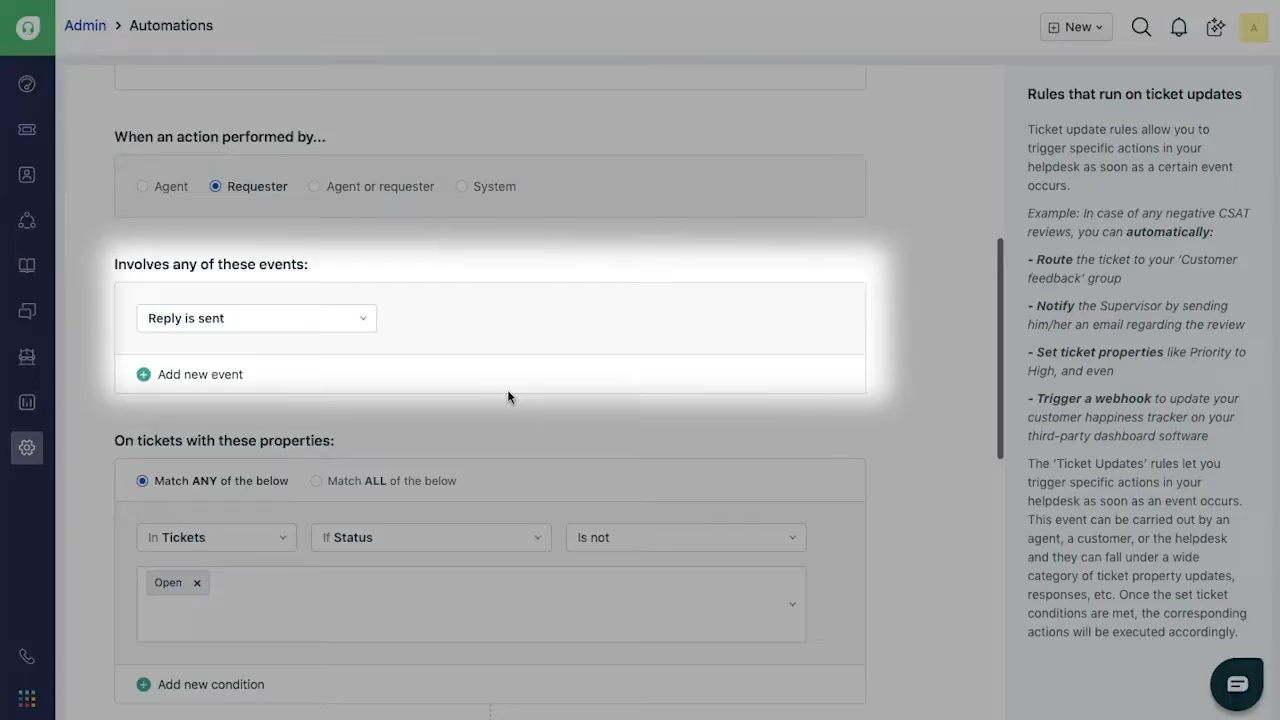 Admin > Automations
New
A
When an action performed by...
Agent
Requester
Agent or requester
System
Involves any of these events:
Reply is sent
Add new event
On tickets with these properties:
Match ANY of the below
Match ALL of the below
In Tickets
If Status
Is not
Open ×
Add new condition
Rules that run on ticket updates
Ticket update rules allow you to
trigger specific actions in your
helpdesk as soon as a certain event
occurs.
Example: In case of any negative CSAT
reviews, you can automatically:
- Route the ticket to your ‘Customer
feedback’ group
- Notify the Supervisor by sending
him/her an email regarding the review
- Set ticket properties like Priority to
High, and even
- Trigger a webhook to update your
customer happiness tracker on your
third-party dashboard software
The ‘Ticket Updates’ rules let you
trigger specific actions in your
helpdesk as soon as an event occurs.
This event can be carried out by an
agent, a customer, or the helpdesk
and they can fall under a wide
category of ticket property updates,
responses, etc. Once the set ticket
conditions are met, the corresponding
actions will be executed accordingly.